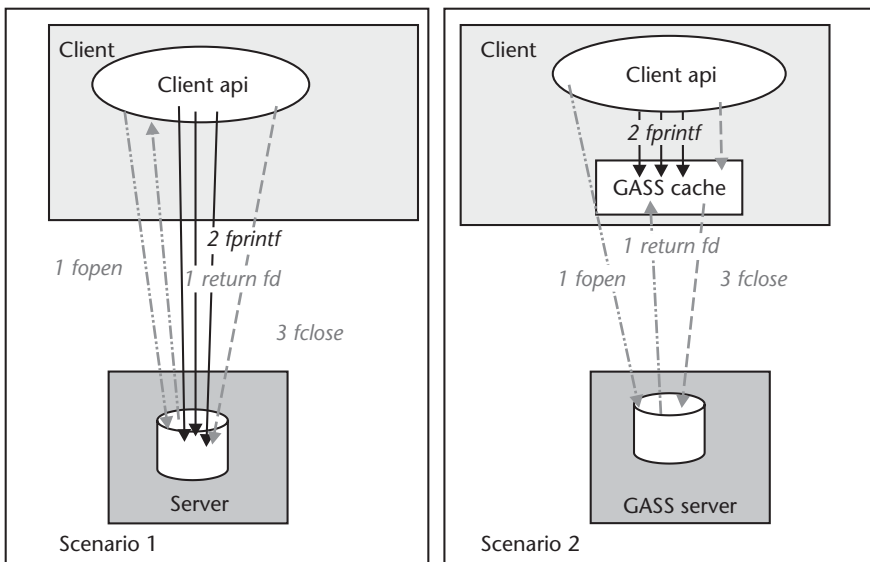 Client
Client api
2 fprintf
1 fopen
1 return fd
3 fclose
Server
Scenario 1
Client
Client api
2 fprintf
GASS cache
1 return fd
1 fopen
3 fclose
GASS server
Scenario 2